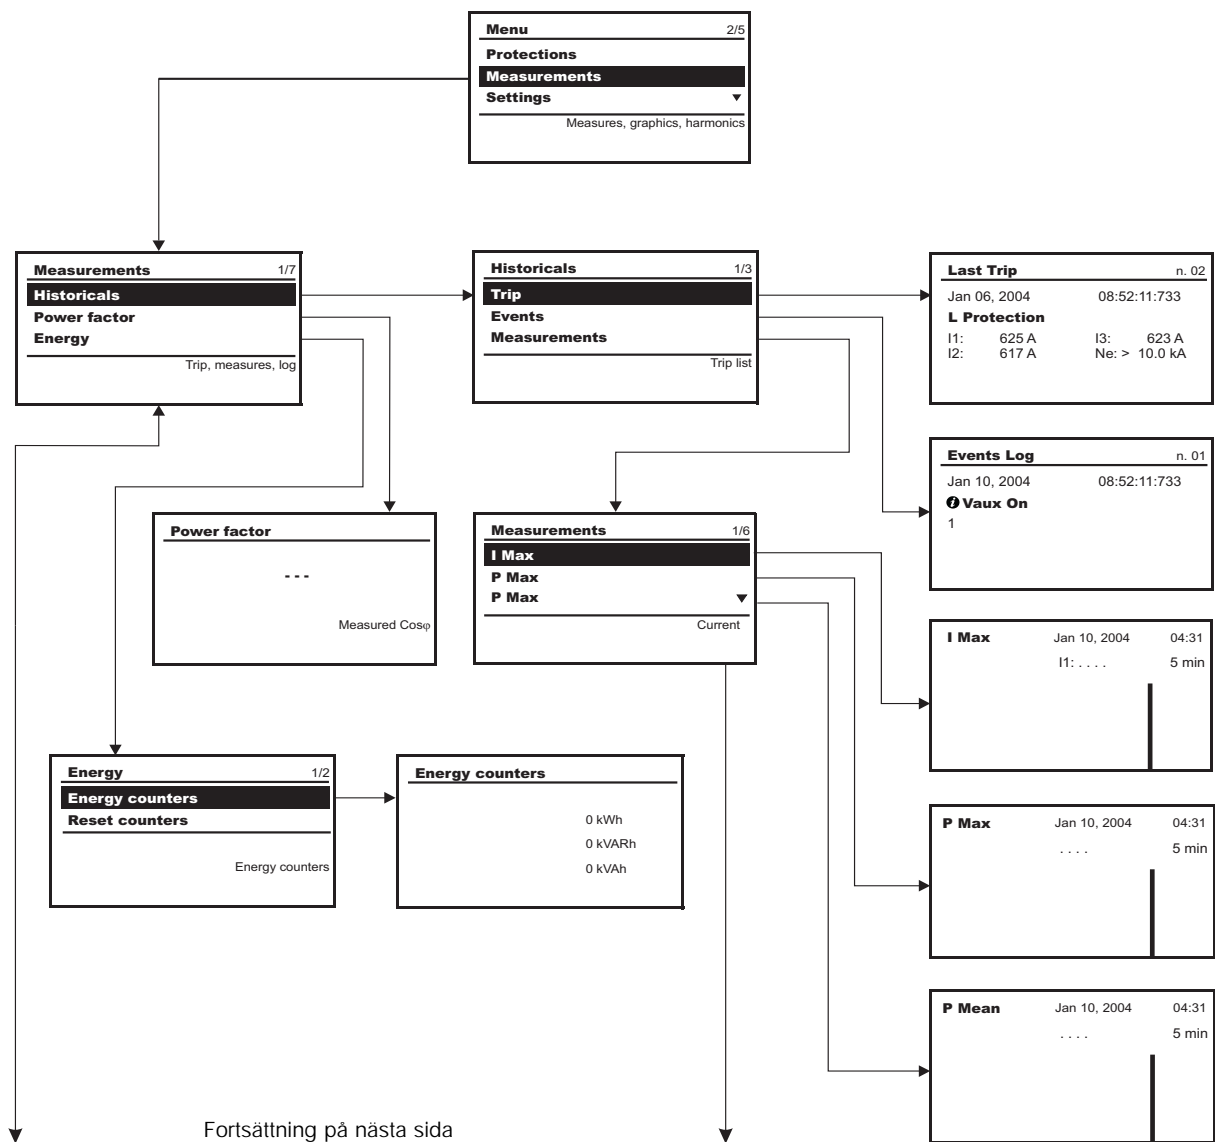 Menu 2/5
Protections
Measurements
Settings ▼
Measures, graphics, harmonics
Measurements 1/7
Historicals
Power factor
Energy
Trip, measures, log
Historicals 1/3
Trip
Events
Measurements
Trip list
Last Trip n. 02
Jan 06, 2004 08:52:11:733
L Protection
I1: 625 A I3: 623 A
I2: 617 A Ne: > 10.0 kA
Events Log n. 01
Jan 10, 2004 08:52:11:733
i Vaux On
1
Power factor
- - -
Measured Cosφ
Measurements 1/6
I Max
P Max
P Max ▼
Current
I Max Jan 10, 2004 04:31
I1: . . . . 5 min
Energy 1/2
Energy counters
Reset counters
Energy counters
Energy counters
0 kWh
0 kVARh
0 kVAh
P Max Jan 10, 2004 04:31
. . . . 5 min
P Mean Jan 10, 2004 04:31
. . . . 5 min
Fortsättning på nästa sida